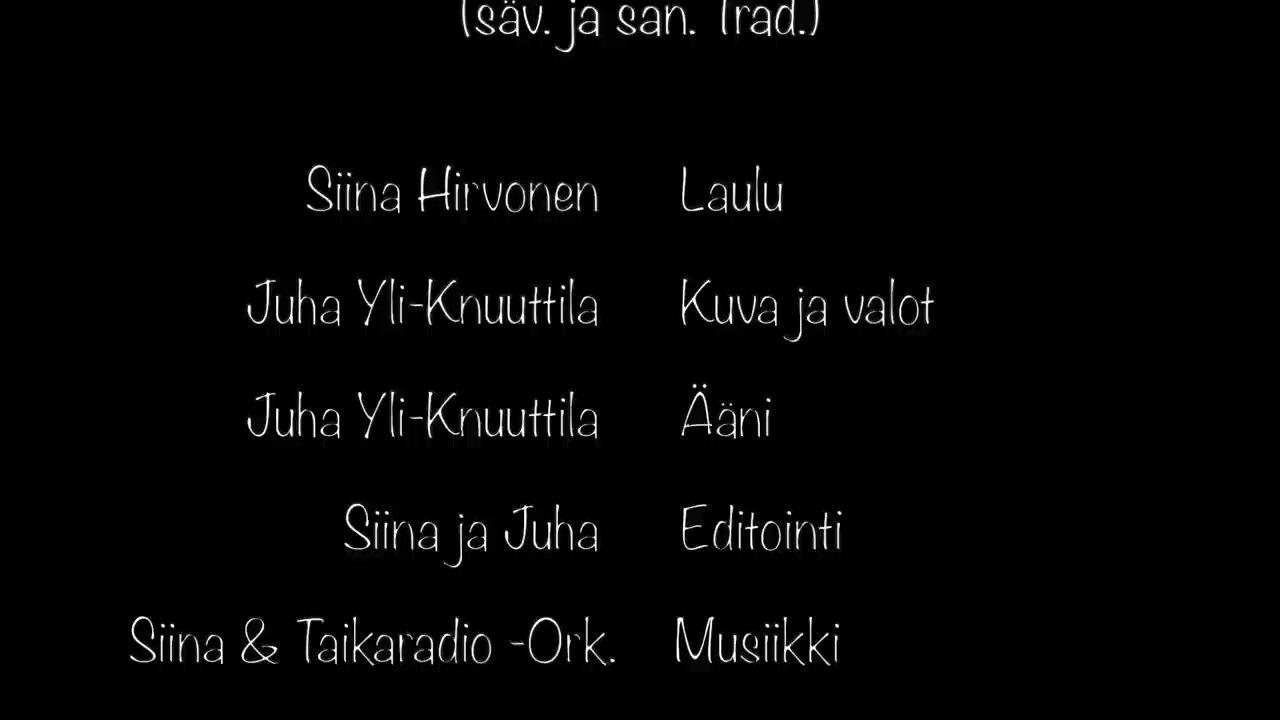 (säv. ja san. Trad.)
Siina Hirvonen Laulu
Juha Yli-Knuuttila Kuva ja valot
Juha Yli-Knuuttila Ääni
Siina ja Juha Editointi
Siina & Taikaradio -Ork. Musiikki